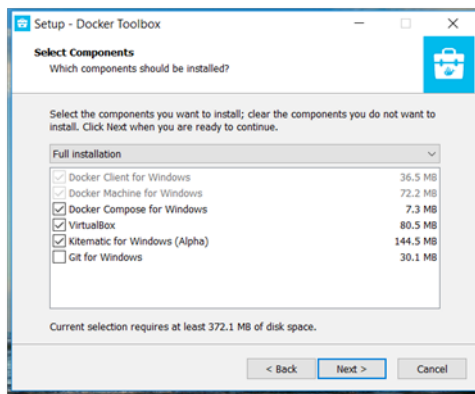 Setup - Docker Toolbox
Select Components
Which components should be installed?
Select the components you want to install; clear the components you do not want to
install. Click Next when you are ready to continue.
Full installation
Docker Client for Windows 36.5 MB
Docker Machine for Windows 72.2 MB
Docker Compose for Windows 7.3 MB
VirtualBox 80.5 MB
Kitematic for Windows (Alpha) 144.5 MB
Git for Windows 30.1 MB
Current selection requires at least 372.1 MB of disk space.
< Back Next > Cancel